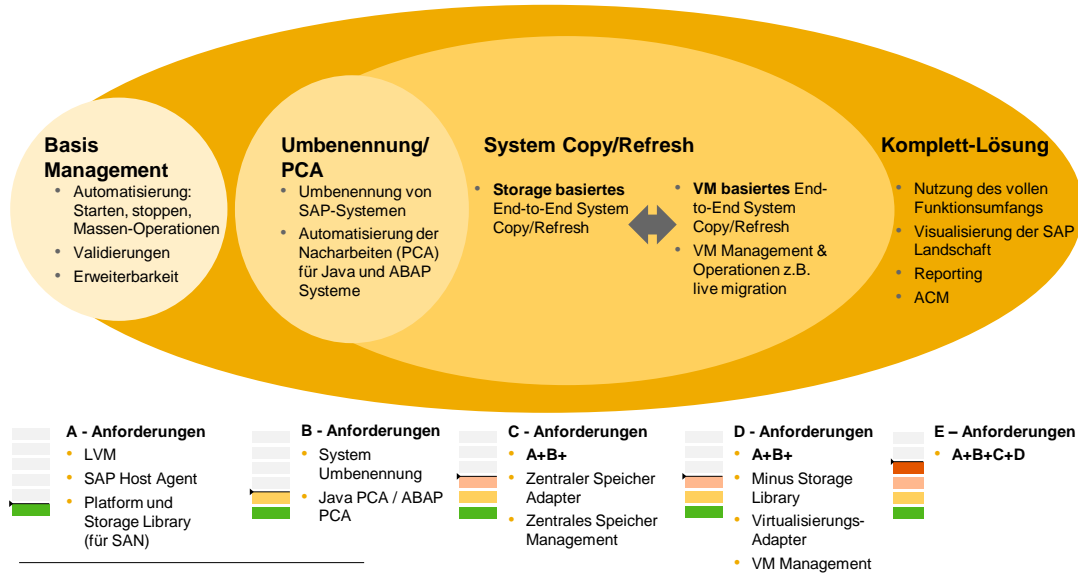 Basis
Management
• Automatisierung:
Starten, stoppen,
Massen-Operationen
• Validierungen
• Erweiterbarkeit
Umbenennung/
PCA
• Umbenennung von
SAP-Systemen
• Automatisierung der
Nacharbeiten (PCA)
für Java und ABAP
Systeme
System Copy/Refresh
• Storage basiertes
End-to-End System
Copy/Refresh
• VM basiertes End-
to-End System
Copy/Refresh
• VM Management &
Operationen z.B.
live migration
Komplett-Lösung
• Nutzung des vollen
Funktionsumfangs
• Visualisierung der SAP
Landschaft
• Reporting
• ACM
A - Anforderungen
• LVM
• SAP Host Agent
• Platform und
Storage Library
(für SAN)
B - Anforderungen
• System
Umbenennung
• Java PCA / ABAP
PCA
C - Anforderungen
• A+B+
• Zentraler Speicher
Adapter
• Zentrales Speicher
Management
D - Anforderungen
• A+B+
• Minus Storage
Library
• Virtualisierungs-
Adapter
• VM Management
E – Anforderungen
• A+B+C+D